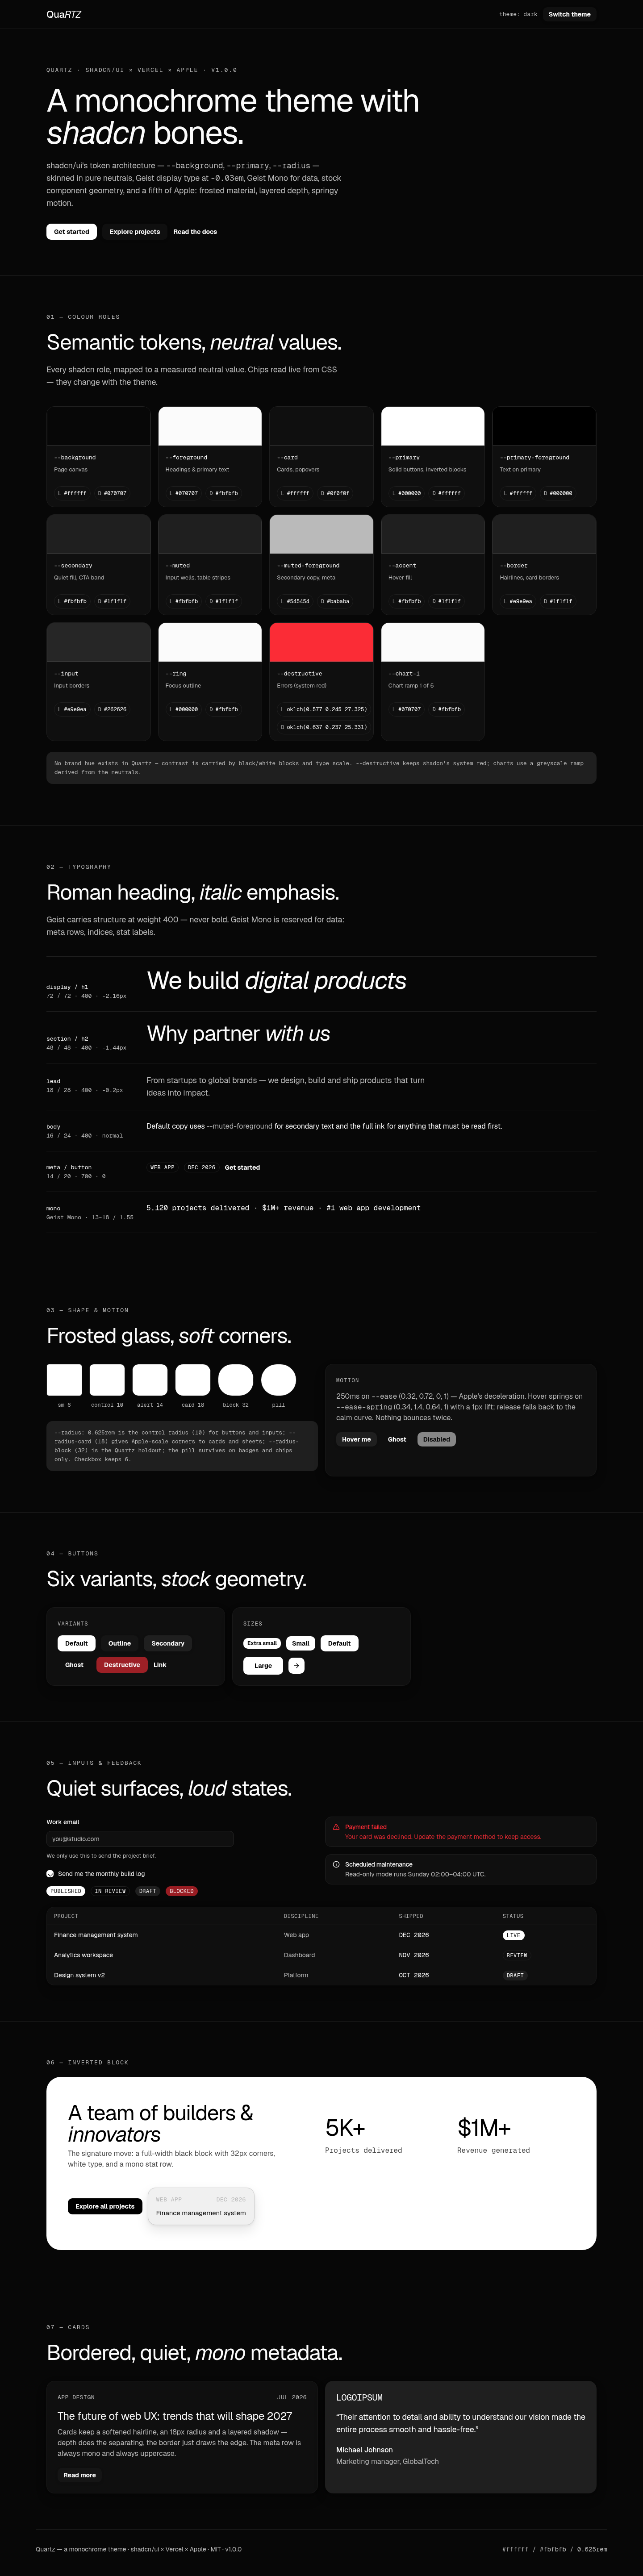 QuaRTZ
theme: dark
Switch theme
QUARTZ · SHADCN/UI × VERCEL × APPLE · V1.0.0
A monochrome theme with
shadcn bones.
shadcn/ui's token architecture — --background, --primary, --radius —
skinned in pure neutrals, Geist display type at -0.03em, Geist Mono for data, stock
component geometry, and a fifth of Apple: frosted material, layered depth, springy
motion.
Get started
Explore projects
Read the docs
01 — COLOUR ROLES
Semantic tokens, neutral values.
Every shadcn role, mapped to a measured neutral value. Chips read live from CSS
— they change with the theme.
--background
Page canvas
L #ffffff D #070707
--foreground
Headings & primary text
L #070707 D #fbfbfb
--card
Cards, popovers
L #ffffff D #0f0f0f
--primary
Solid buttons, inverted blocks
L #000000 D #ffffff
--primary-foreground
Text on primary
L #ffffff D #000000
--secondary
Quiet fill, CTA band
L #fbfbfb D #1f1f1f
--muted
Input wells, table stripes
L #fbfbfb D #1f1f1f
--muted-foreground
Secondary copy, meta
L #545454 D #bababa
--accent
Hover fill
L #fbfbfb D #1f1f1f
--border
Hairlines, card borders
L #e9e9ea D #1f1f1f
--input
Input borders
L #e9e9ea D #262626
--ring
Focus outline
L #000000 D #fbfbfb
--destructive
Errors (system red)
L oklch(0.577 0.245 27.325)
D oklch(0.637 0.237 25.331)
--chart-1
Chart ramp 1 of 5
L #070707 D #fbfbfb
No brand hue exists in Quartz — contrast is carried by black/white blocks and type scale. --destructive keeps shadcn's system red; charts use a greyscale ramp
derived from the neutrals.
02 — TYPOGRAPHY
Roman heading, italic emphasis.
Geist carries structure at weight 400 — never bold. Geist Mono is reserved for data:
meta rows, indices, stat labels.
display / h1
72 / 72 · 400 · -2.16px
We build digital products
section / h2
48 / 48 · 400 · -1.44px
Why partner with us
lead
18 / 28 · 400 · -0.2px
From startups to global brands — we design, build and ship products that turn
ideas into impact.
body
16 / 24 · 400 · normal
Default copy uses --muted-foreground for secondary text and the full ink for anything that must be read first.
meta / button
14 / 20 · 700 · 0
WEB APP
DEC 2026
Get started
mono
Geist Mono · 13–18 / 1.55
5,120 projects delivered · $1M+ revenue · #1 web app development
03 — SHAPE & MOTION
Frosted glass, soft corners.
sm 6
control 10
alert 14
card 18
block 32
pill
--radius: 0.625rem is the control radius (10) for buttons and inputs; --
radius-card (18) gives Apple-scale corners to cards and sheets; --radius-
block (32) is the Quartz holdout; the pill survives on badges and chips
only. Checkbox keeps 6.
MOTION
250ms on --ease (0.32, 0.72, 0, 1) — Apple's deceleration. Hover springs on
--ease-spring (0.34, 1.4, 0.64, 1) with a 1px lift; release falls back to the
calm curve. Nothing bounces twice.
Hover me
Ghost
Disabled
04 — BUTTONS
Six variants, stock geometry.
VARIANTS
Default
Outline
Secondary
Ghost
Destructive
Link
SIZES
Extra small
Small
Default
Large
→
05 — INPUTS & FEEDBACK
Quiet surfaces, loud states.
Work email
you@studio.com
We only use this to send the project brief.
Send me the monthly build log
PUBLISHED
IN REVIEW
DRAFT
BLOCKED
Payment failed
Your card was declined. Update the payment method to keep access.
Scheduled maintenance
Read-only mode runs Sunday 02:00–04:00 UTC.
PROJECT DISCIPLINE SHIPPED STATUS
Finance management system Web app DEC 2026 LIVE
Analytics workspace Dashboard NOV 2026 REVIEW
Design system v2 Platform OCT 2026 DRAFT
06 — INVERTED BLOCK
A team of builders &
innovators
The signature move: a full-width black block with 32px corners,
white type, and a mono stat row.
5K+
Projects delivered
$1M+
Revenue generated
Explore all projects
WEB APP
DEC 2026
Finance management system
07 — CARDS
Bordered, quiet, mono metadata.
APP DESIGN
JUL 2026
The future of web UX: trends that will shape 2027
Cards keep a softened hairline, an 18px radius and a layered shadow —
depth does the separating, the border just draws the edge. The meta row is
always mono and always uppercase.
Read more
LOGOIPSUM
“Their attention to detail and ability to understand our vision made the
entire process smooth and hassle-free.”
Michael Johnson
Marketing manager, GlobalTech
Quartz — a monochrome theme · shadcn/ui × Vercel × Apple · MIT · v1.0.0
#ffffff / #fbfbfb / 0.625rem